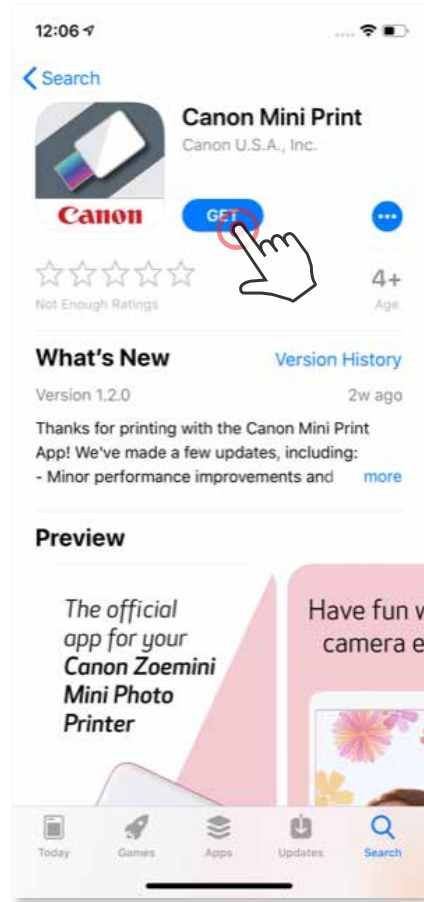 12:06
Search
Canon Mini Print
Canon U.S.A., Inc.
Canon
GET
4+
Not Enough Ratings
Age
What's New
Version History
Version 1.2.0
2w ago
Thanks for printing with the Canon Mini Print
App! We've made a few updates, including:
- Minor performance improvements and
more
Preview
The official
app for your
Canon Zoemini
Mini Photo
Printer
Have fun w
camera e
Today
Games
Apps
Updates
Search